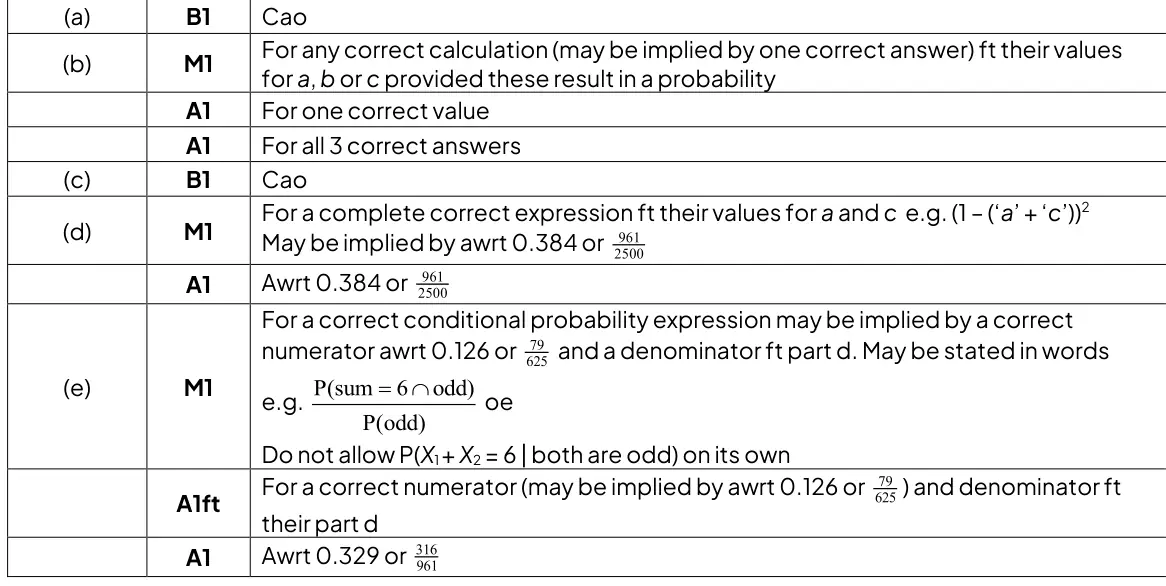 (a) B1 Cao
(b) M1 For any correct calculation (may be implied by one correct answer) ft their values
for a, b or c provided these result in a probability
A1 For one correct value
A1 For all 3 correct answers
(c) B1 Cao
(d) M1 For a complete correct expression ft their values for a and c e.g. (1 – (‘a’ + ‘c’))²
May be implied by awrt 0.384 or 961/2500
A1 Awrt 0.384 or 961/2500
For a correct conditional probability expression may be implied by a correct
numerator awrt 0.126 or 79/625 and a denominator ft part d. May be stated in words
(e) M1 e.g. P(sum = 6 ∩ odd)/P(odd) oe
Do not allow P(X₁ + X₂ = 6 | both are odd) on its own
A1ft For a correct numerator (may be implied by awrt 0.126 or 79/625 ) and denominator ft
their part d
A1 Awrt 0.329 or 316/961